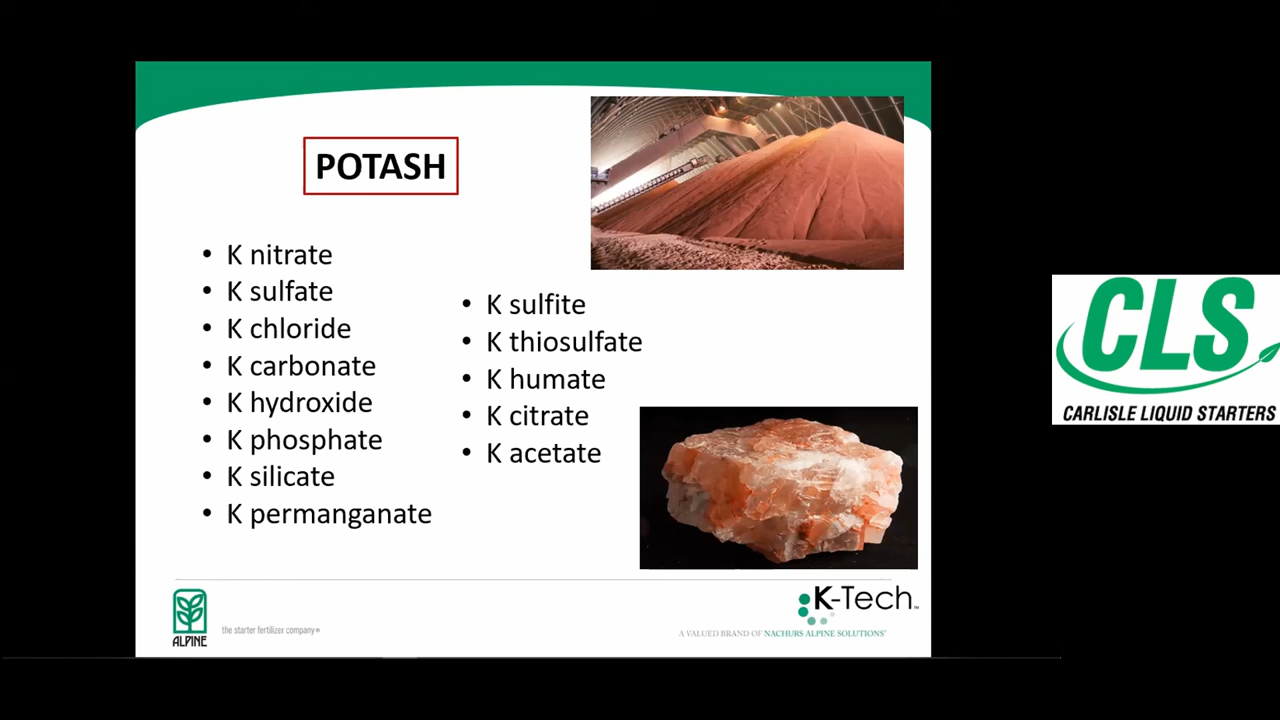 POTASH
• K nitrate
• K sulfate
• K chloride
• K carbonate
• K hydroxide
• K phosphate
• K silicate
• K permanganate
• K sulfite
• K thiosulfate
• K humate
• K citrate
• K acetate
ALPINE
the starter fertilizer company®
K-Tech™
A VALUED BRAND OF NACHURS ALPINE SOLUTIONS®
CLS
CARLISLE LIQUID STARTERS